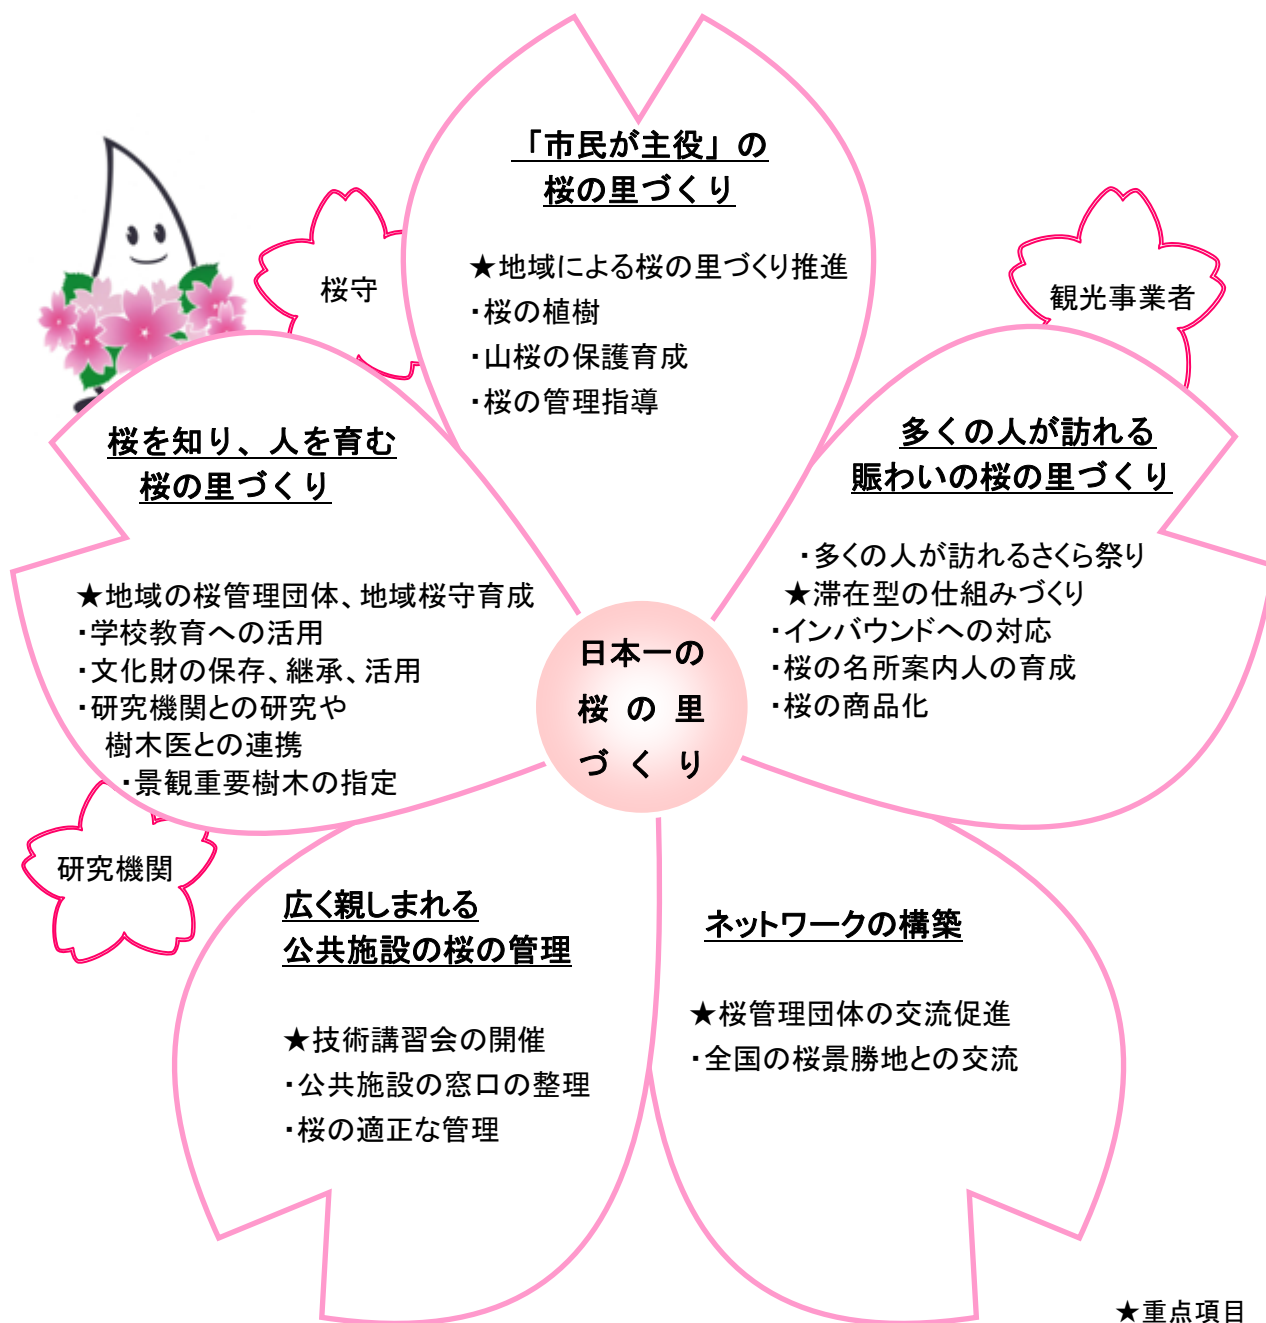 「市民が主役」の
桜の里づくり
★地域による桜の里づくり推進
・桜の植樹
・山桜の保護育成
・桜の管理指導
桜守
観光事業者
桜を知り、人を育む
桜の里づくり
★地域の桜管理団体、地域桜守育成
・学校教育への活用
・文化財の保存、継承、活用
・研究機関との研究や
樹木医との連携
・景観重要樹木の指定
多くの人が訪れる
賑わいの桜の里づくり
・多くの人が訪れるさくら祭り
★滞在型の仕組みづくり
・インバウンドへの対応
・桜の名所案内人の育成
・桜の商品化
日本一の
桜の里
づくり
研究機関
広く親しまれる
公共施設の桜の管理
★技術講習会の開催
・公共施設の窓口の整理
・桜の適正な管理
ネットワークの構築
★桜管理団体の交流促進
・全国の桜景勝地との交流
★重点項目